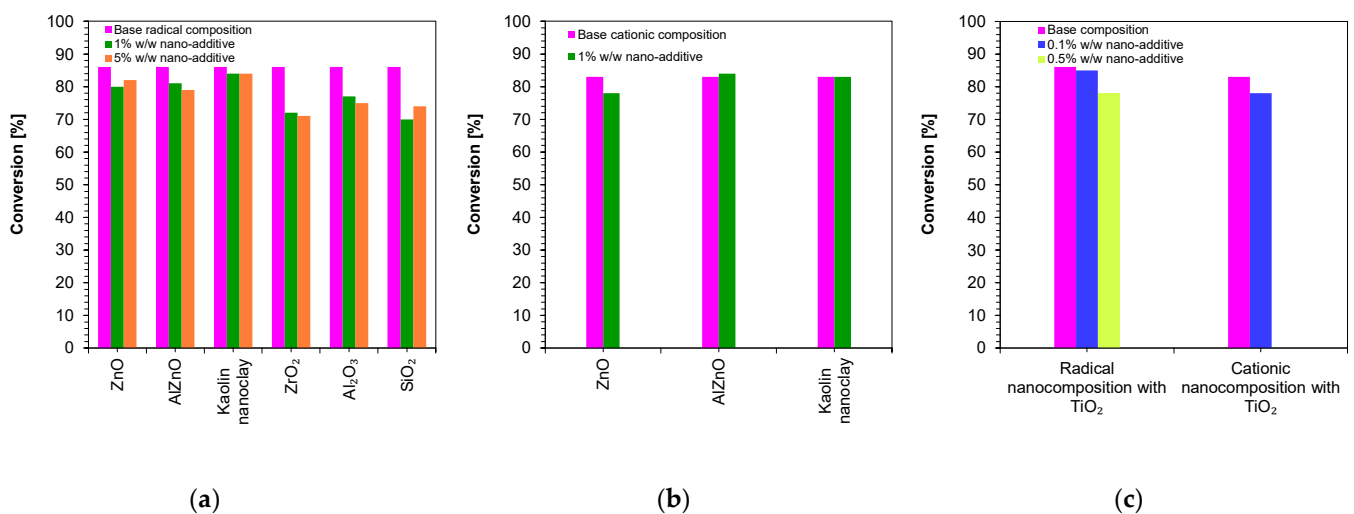 Conversion [%]
100
90
80
70
60
50
40
30
20
10
0
Base radical composition
1% w/w nano-additive
5% w/w nano-additive
ZnO
AlZnO
Kaolin
nanoclay
ZrO₂
Al₂O₃
SiO₂
(a)
Conversion [%]
100
90
80
70
60
50
40
30
20
10
0
Base cationic composition
1% w/w nano-additive
ZnO
AlZnO
Kaolin
nanoclay
(b)
Conversion [%]
100
90
80
70
60
50
40
30
20
10
0
Base composition
0.1% w/w nano-additive
0.5% w/w nano-additive
Radical
nanocomposition with
TiO₂
Cationic
nanocomposition with
TiO₂
(c)